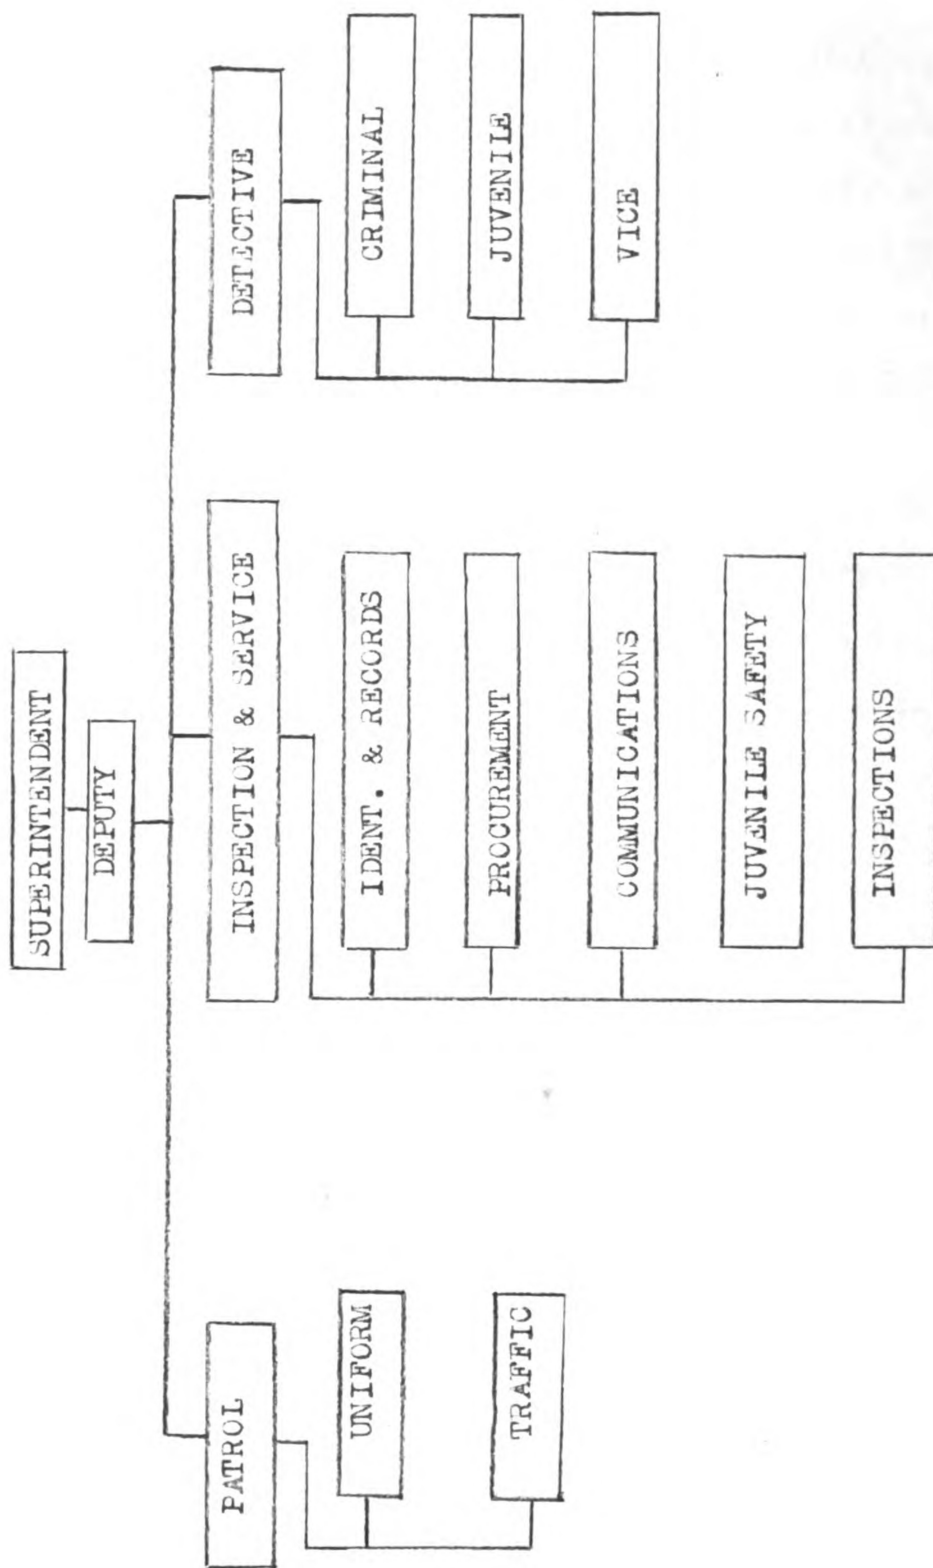 SUPERINTENDENT
DEPUTY
PATROL
UNIFORM
TRAFFIC
INSPECTION & SERVICE
IDENT. & RECORDS
PROCUREMENT
COMMUNICATIONS
JUVENILE SAFETY
INSPECTIONS
DETECTIVE
CRIMINAL
JUVENILE
VICE